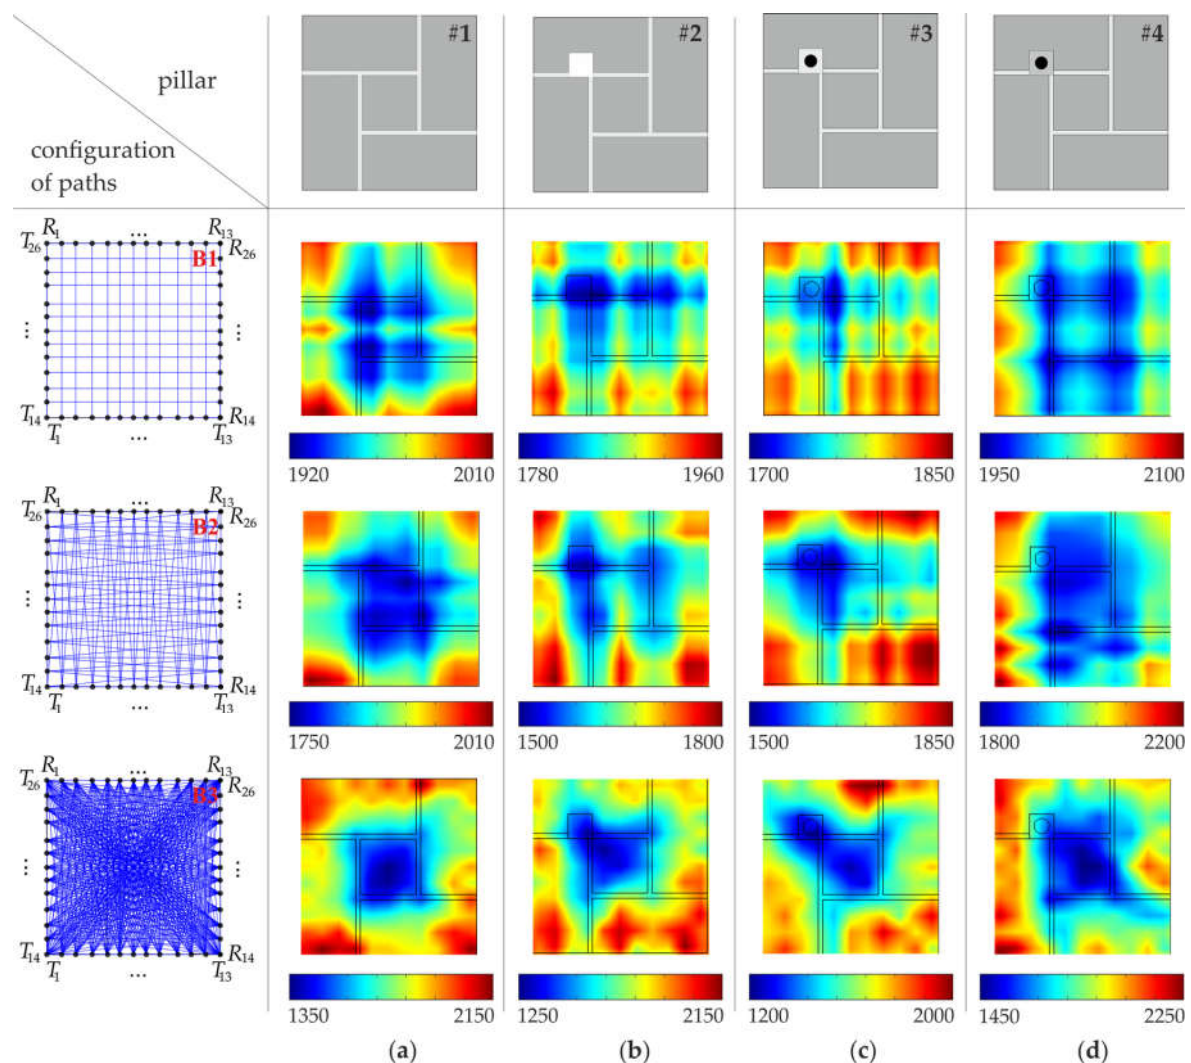 pillar
configuration
of paths
#1
#2
#3
#4
R1 ... R13
T26 B1 R26
⋮ ⋮
T14 R14
T1 ... T13
1920 2010
1780 1960
1700 1850
1950 2100
R1 ... R13
T26 B2 R26
⋮ ⋮
T14 R14
T1 ... T13
1750 2010
1500 1800
1500 1850
1800 2200
R1 ... R13
T26 B3 R26
⋮ ⋮
T14 R14
T1 ... T13
1350 2150
1250 2150
1200 2000
1450 2250
(a) (b) (c) (d)